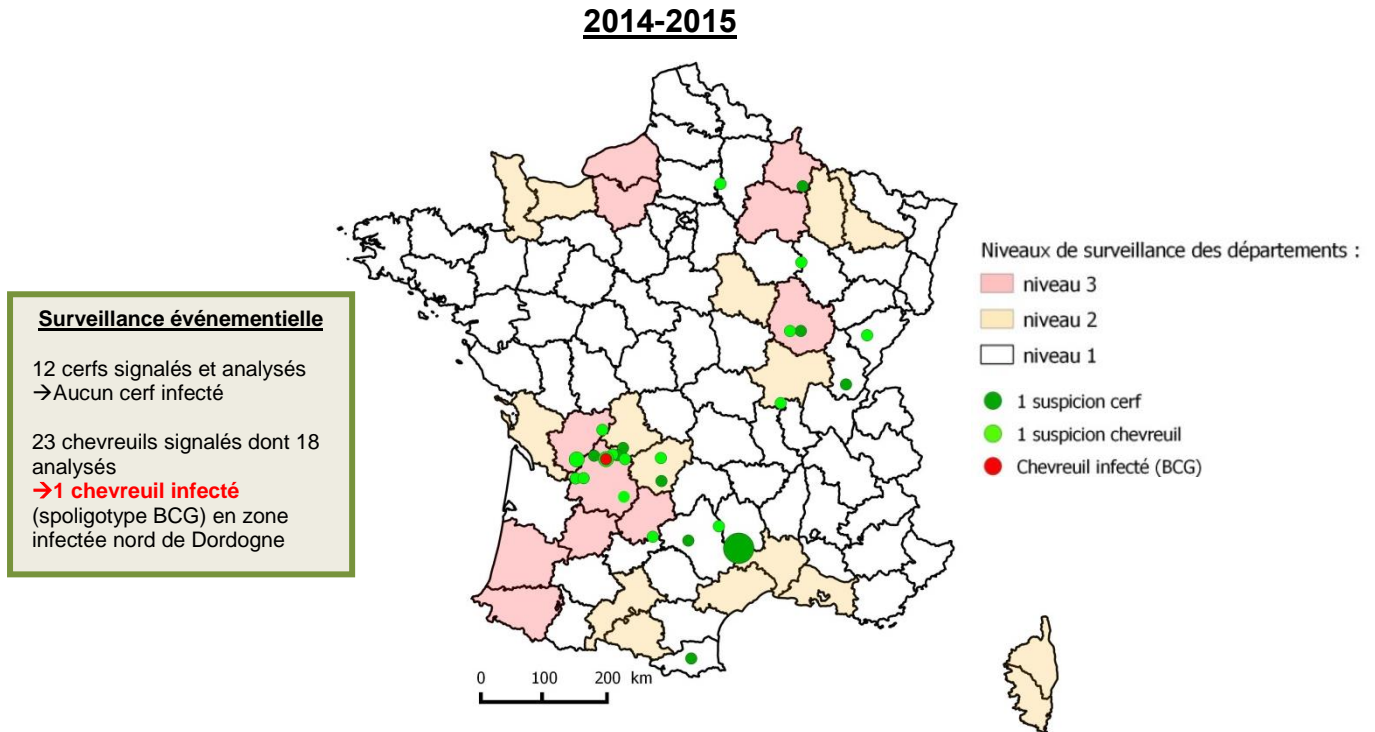 2014-2015
Surveillance événementielle
12 cerfs signalés et analysés
→Aucun cerf infecté
23 chevreuils signalés dont 18
analysés
→1 chevreuil infecté
(spoligotype BCG) en zone
infectée nord de Dordogne
Niveaux de surveillance des départements :
niveau 3
niveau 2
niveau 1
1 suspicion cerf
1 suspicion chevreuil
Chevreuil infecté (BCG)
0 100 200 km